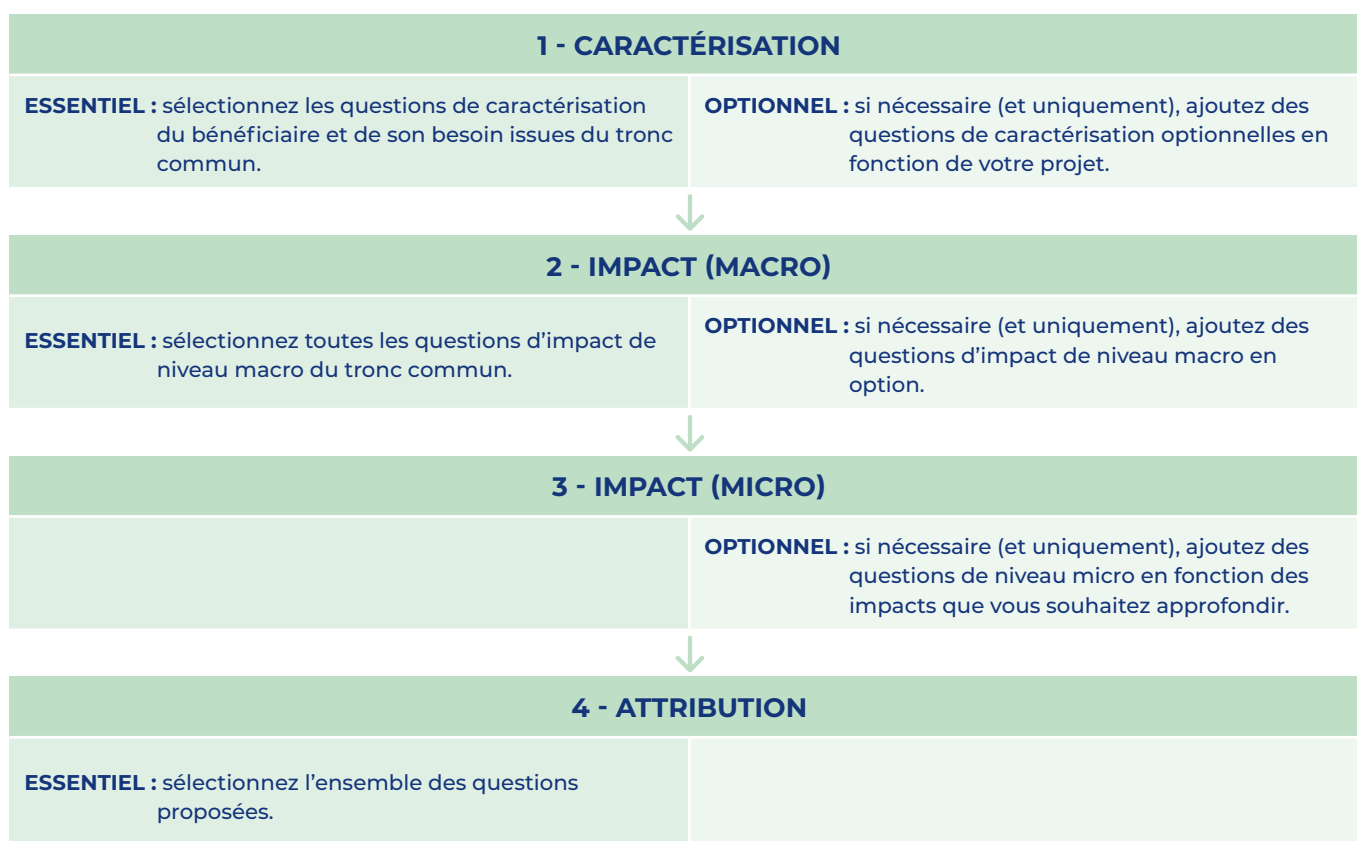 1 - CARACTÉRISATION
ESSENTIEL : sélectionnez les questions de caractérisation
du bénéficiaire et de son besoin issues du tronc
commun.
OPTIONNEL : si nécessaire (et uniquement), ajoutez des
questions de caractérisation optionnelles en
fonction de votre projet.
2 - IMPACT (MACRO)
ESSENTIEL : sélectionnez toutes les questions d’impact de
niveau macro du tronc commun.
OPTIONNEL : si nécessaire (et uniquement), ajoutez des
questions d’impact de niveau macro en
option.
3 - IMPACT (MICRO)
OPTIONNEL : si nécessaire (et uniquement), ajoutez des
questions de niveau micro en fonction des
impacts que vous souhaitez approfondir.
4 - ATTRIBUTION
ESSENTIEL : sélectionnez l’ensemble des questions
proposées.